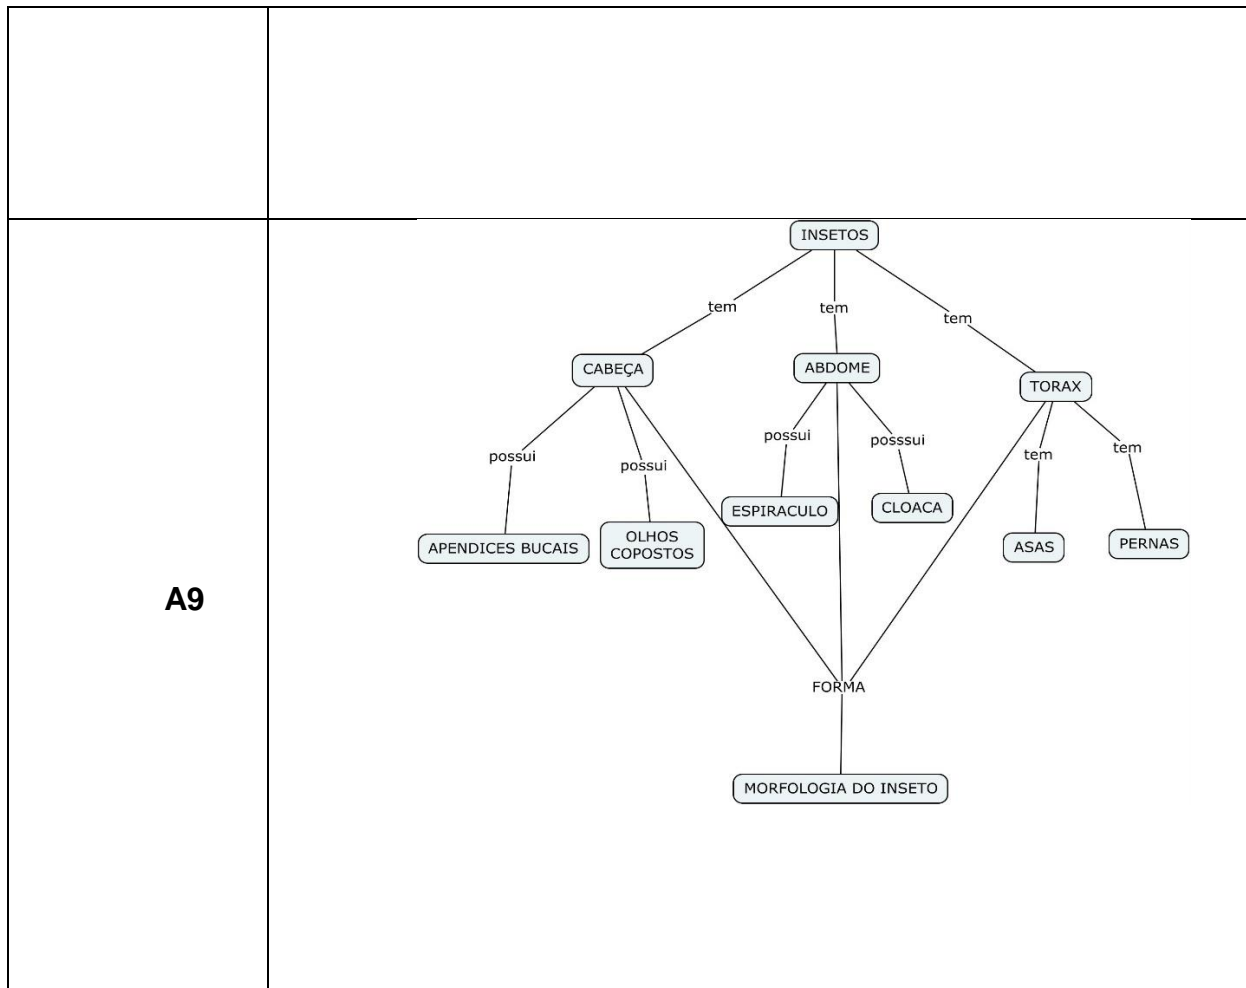 INSETOS
tem
tem
tem
CABEÇA
ABDOME
TORAX
possui
possui
possui
posssui
tem
tem
APENDICES BUCAIS
OLHOS
COPOSTOS
ESPIRACULO
CLOACA
ASAS
PERNAS
A9
FORMA
MORFOLOGIA DO INSETO